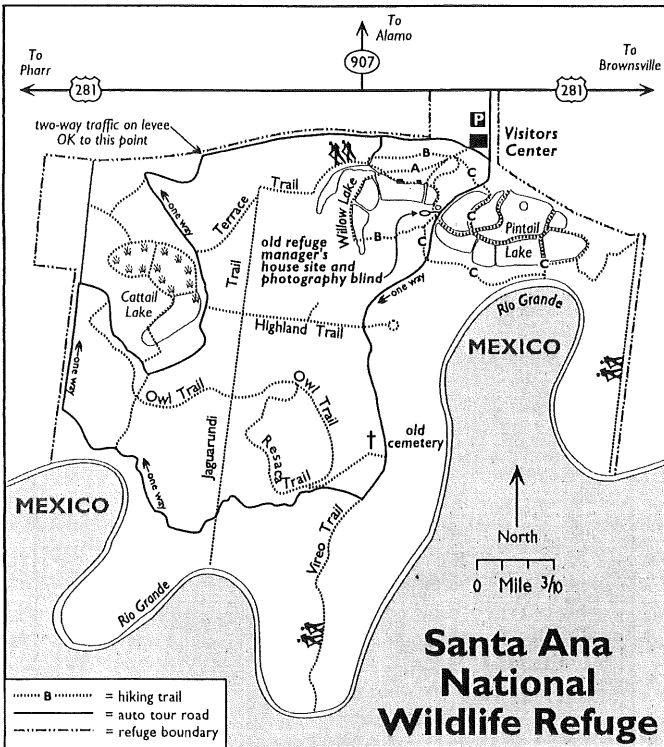 To
Alamo
To
Pharr
907
To
Brownsville
281
281
two-way traffic on levee
OK to this point
P
Visitors
Center
B
A
C
C
Trail
Terrace
one way
Willow Lake
Pintail
Lake
B
C
C
old refuge
manager's
house site and
photography blind
one way
Cattail
Lake
Trail
Highland Trail
Rio Grande
MEXICO
one way
Owl Trail
Owl Trail
old
cemetery
Jaguarundi
Resaca
Trail
one way
MEXICO
Vireo Trail
North
0 Mile 3/10
Rio Grande
Santa Ana
National
Wildlife Refuge
B = hiking trail
= auto tour road
= refuge boundary